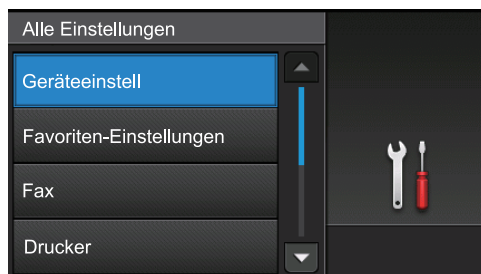 Alle Einstellungen
Geräteeinstell
Favoriten-Einstellungen
Fax
Drucker